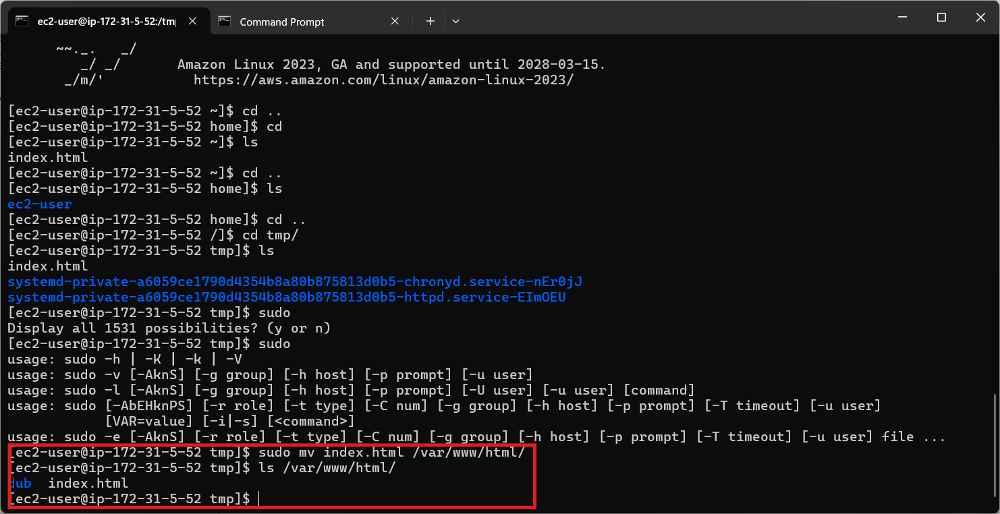 ec2-user@ip-172-31-5-52:/tmp
Command Prompt
~~._.   _/
_/ _/       Amazon Linux 2023, GA and supported until 2028-03-15.
_/m/'           https://aws.amazon.com/linux/amazon-linux-2023/
[ec2-user@ip-172-31-5-52 ~]$ cd ..
[ec2-user@ip-172-31-5-52 home]$ cd
[ec2-user@ip-172-31-5-52 ~]$ ls
index.html
[ec2-user@ip-172-31-5-52 ~]$ cd ..
[ec2-user@ip-172-31-5-52 home]$ ls
ec2-user
[ec2-user@ip-172-31-5-52 home]$ cd ..
[ec2-user@ip-172-31-5-52 /]$ cd tmp/
[ec2-user@ip-172-31-5-52 tmp]$ ls
index.html
systemd-private-a6059ce1790d4354b8a80b875813d0b5-chronyd.service-nEr0jJ
systemd-private-a6059ce1790d4354b8a80b875813d0b5-httpd.service-EImOEU
[ec2-user@ip-172-31-5-52 tmp]$ sudo
Display all 1531 possibilities? (y or n)
[ec2-user@ip-172-31-5-52 tmp]$ sudo
usage: sudo -h | -K | -k | -V
usage: sudo -v [-AknS] [-g group] [-h host] [-p prompt] [-u user]
usage: sudo -l [-AknS] [-g group] [-h host] [-p prompt] [-U user] [-u user] [command]
usage: sudo [-AbEHknPS] [-r role] [-t type] [-C num] [-g group] [-h host] [-p prompt] [-T timeout] [-u user]
            [VAR=value] [-i|-s] [<command>]
usage: sudo -e [-AknS] [-r role] [-t type] [-C num] [-g group] [-h host] [-p prompt] [-T timeout] [-u user] file ...
[ec2-user@ip-172-31-5-52 tmp]$ sudo mv index.html /var/www/html/
[ec2-user@ip-172-31-5-52 tmp]$ ls /var/www/html/
dub  index.html
[ec2-user@ip-172-31-5-52 tmp]$